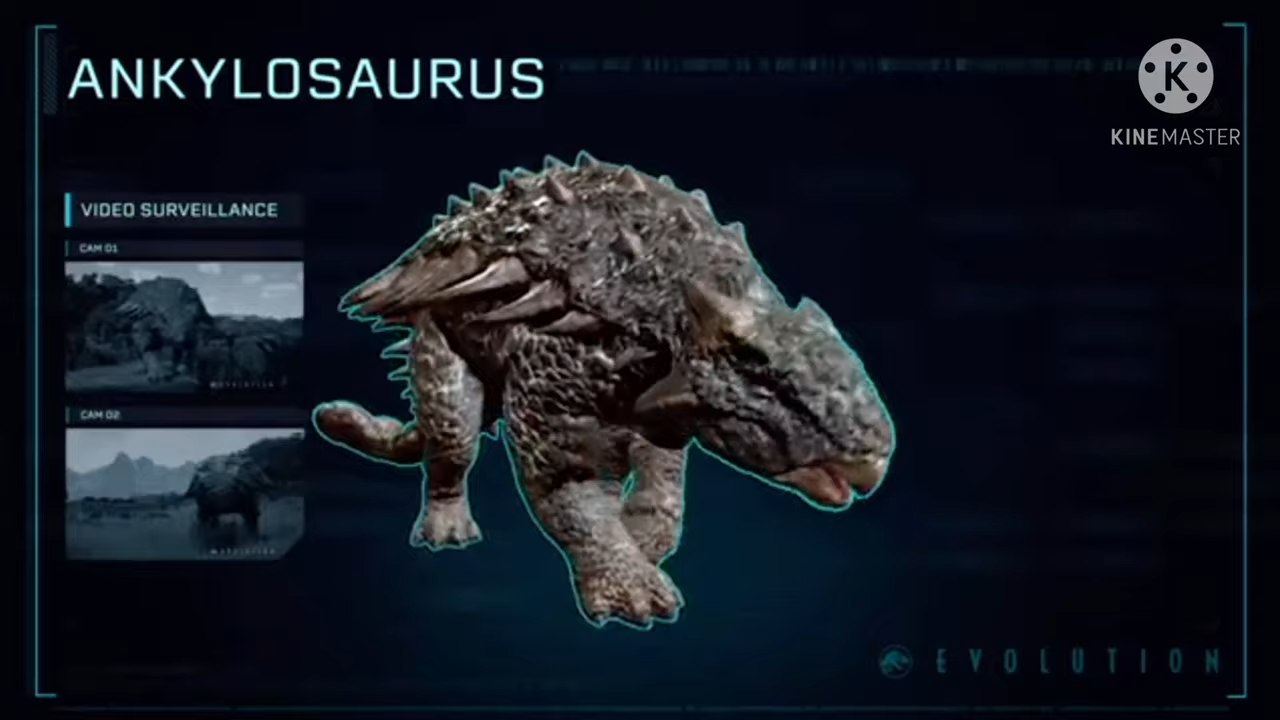 ANKYLOSAURUS
KINEMASTER
VIDEO SURVEILLANCE
CAM 01
CAM 02
EVOLUTION